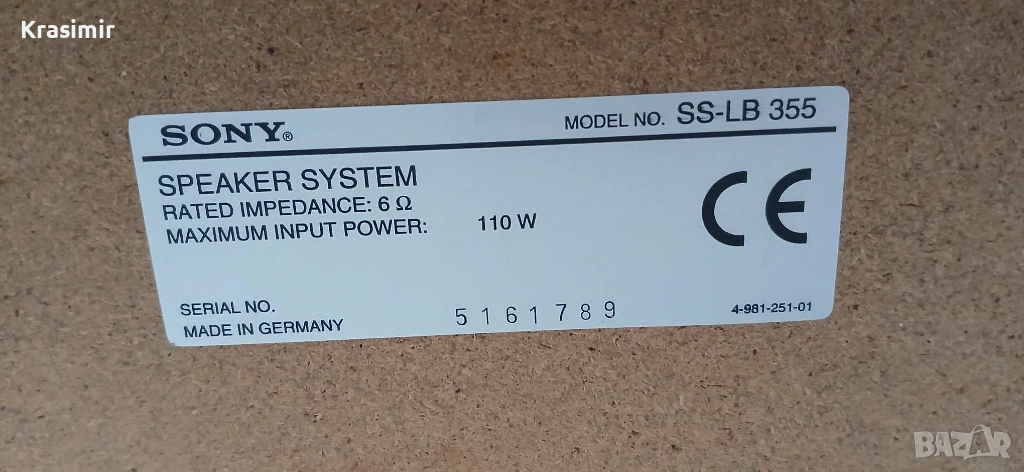 Krasimir
SONY®
MODEL NO. SS-LB 355
SPEAKER SYSTEM
RATED IMPEDANCE: 6 Ω
MAXIMUM INPUT POWER: 110 W
CE
SERIAL NO. 5161789
MADE IN GERMANY
4-981-251-01
BAZAR